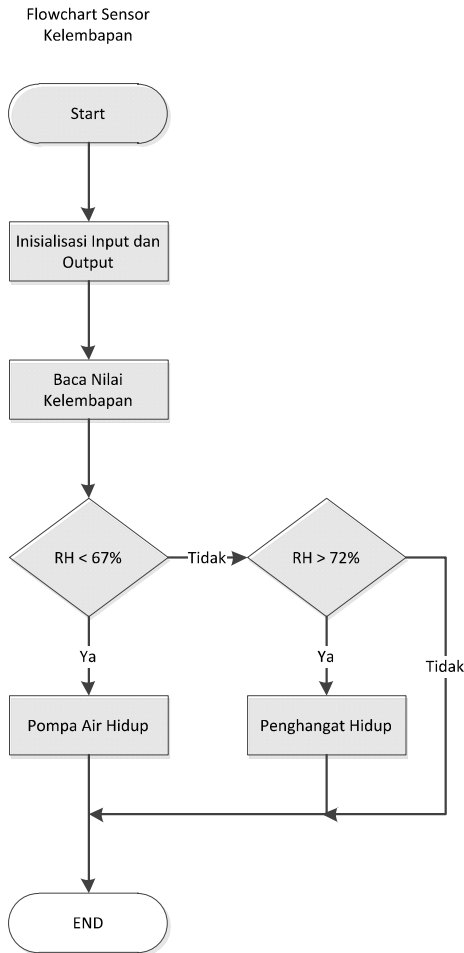 Flowchart Sensor
Kelembapan
Start
Inisialisasi Input dan
Output
Baca Nilai
Kelembapan
RH < 67%
Tidak
RH > 72%
Ya
Ya
Tidak
Pompa Air Hidup
Penghangat Hidup
END